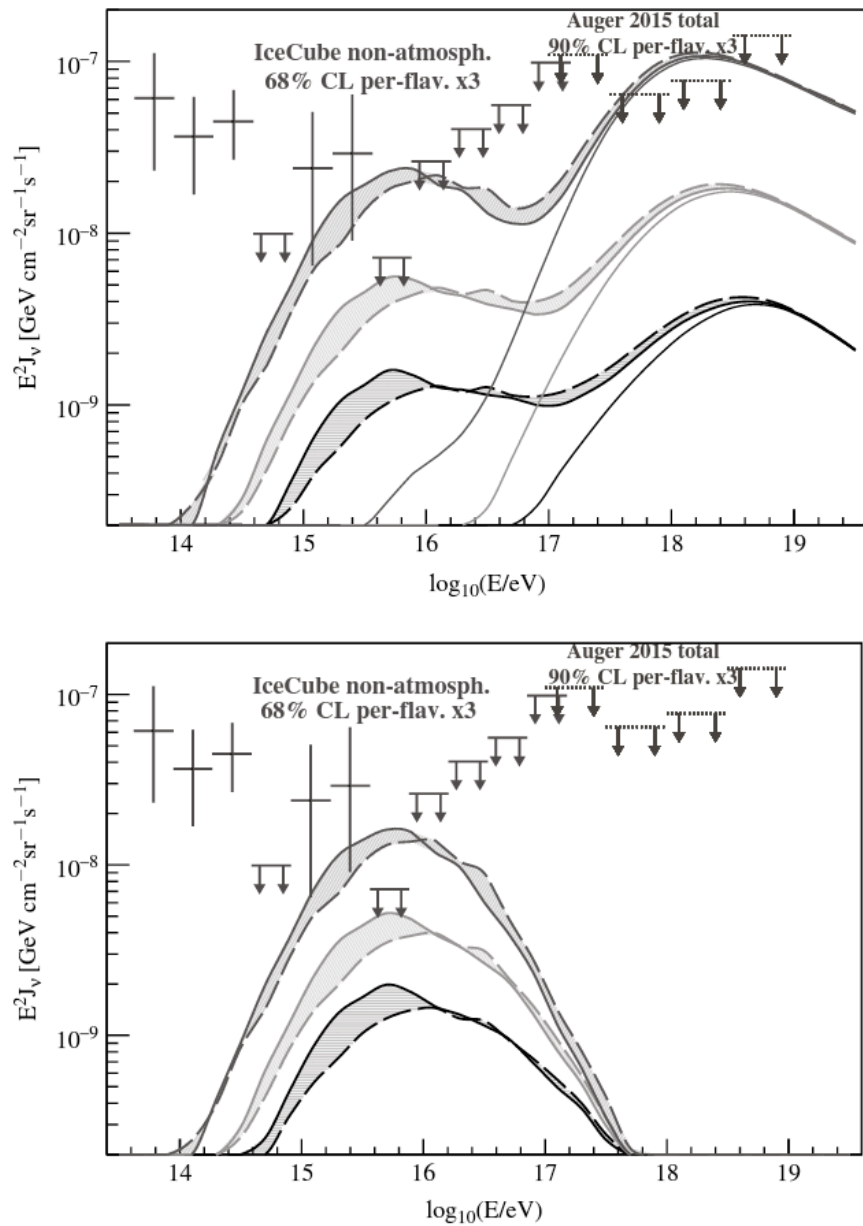 Auger 2015 total
90% CL per-flav. x3
IceCube non-atmosph.
68% CL per-flav. x3
10−7
10−8
10−9
E2Jν [GeV cm−2sr−1s−1]
14 15 16 17 18 19
log10(E/eV)
Auger 2015 total
90% CL per-flav. x3
IceCube non-atmosph.
68% CL per-flav. x3
10−7
10−8
10−9
E2Jν [GeV cm−2sr−1s−1]
14 15 16 17 18 19
log10(E/eV)